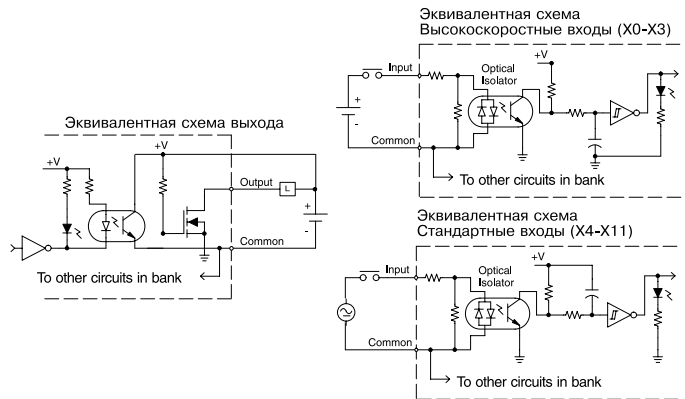 Эквивалентная схема выхода
+V
+V
Output
L
+
-
Common
To other circuits in bank
Эквивалентная схема
Высокоскоростные входы (X0-X3)
+V
Input
Optical
Isolator
+
-
Common
To other circuits in bank
Эквивалентная схема
Стандартные входы (X4-X11)
+V
Input
Optical
Isolator
Common
To other circuits in bank